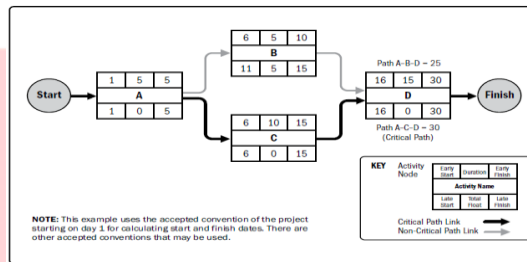 6 5 10
B
11 5 15
Path A-B-D – 25
1 5 5
A
1 0 5
16 15 30
D
16 0 30
Start
Finish
6 10 15
C
6 0 15
Path A-C-D – 30
(Critical Path)
KEY Activity
Node
Early
Start
Duration
Early
Finish
Activity Name
Late
Start
Total
Float
Late
Finish
Critical Path Link
Non-Critical Path Link
NOTE: This example uses the accepted convention of the project
starting on day 1 for calculating start and finish dates. There are
other accepted conventions that may be used.